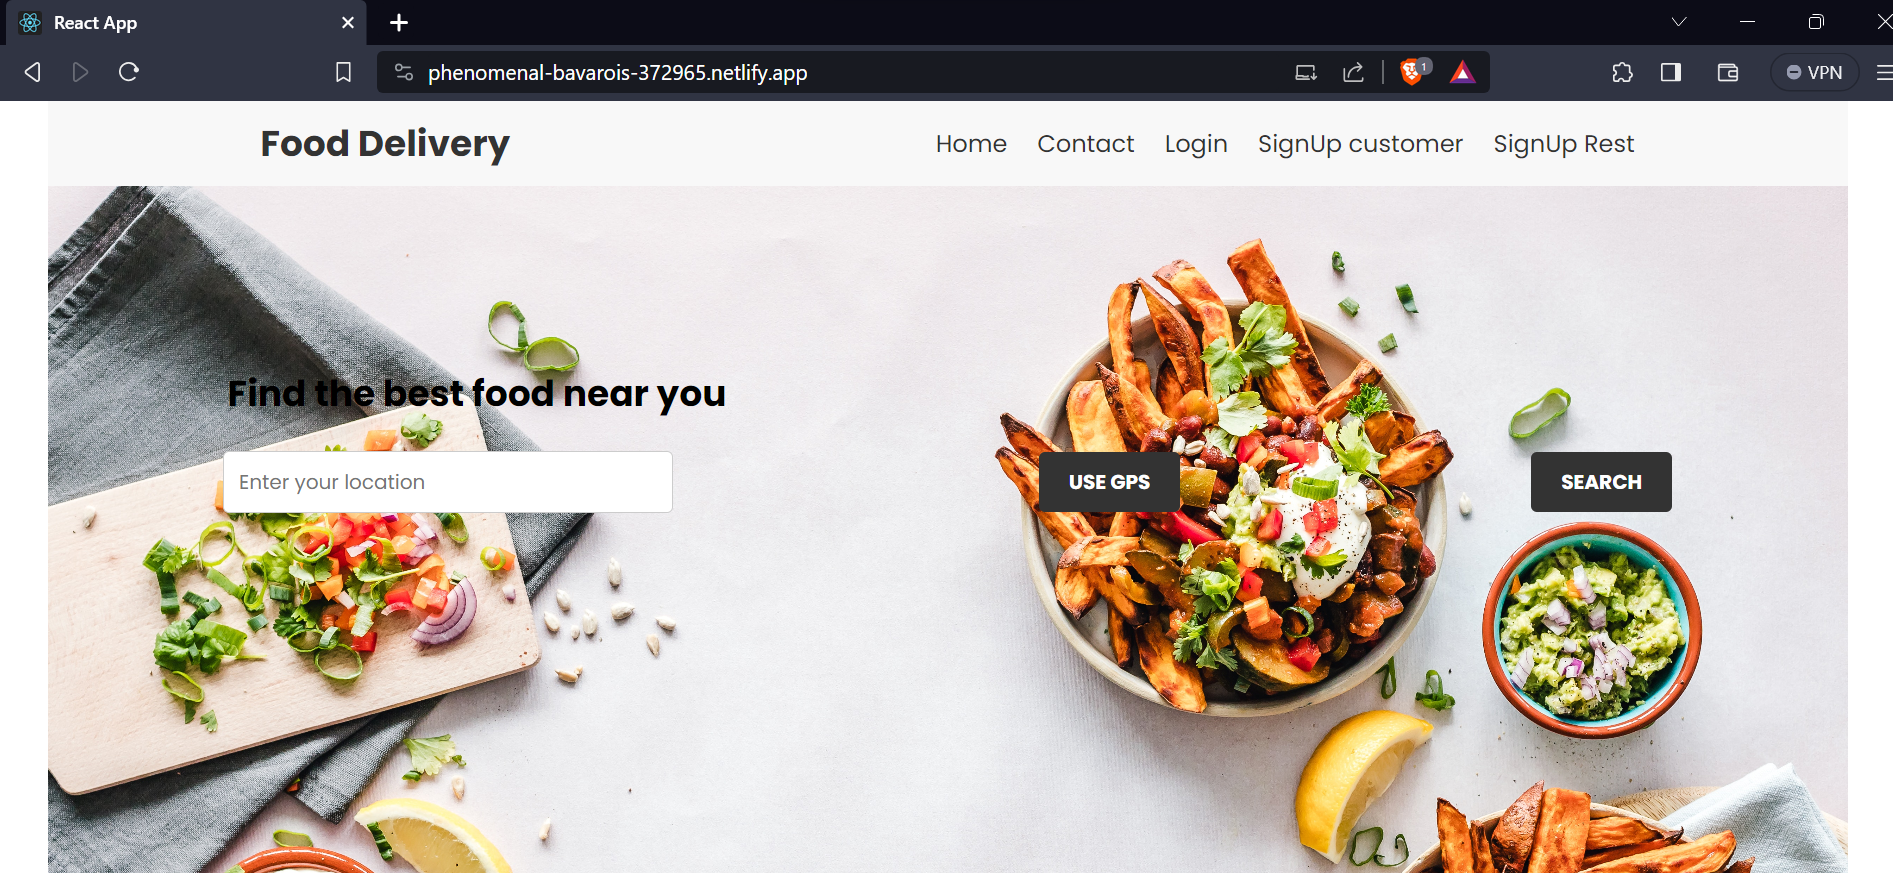 React App
phenomenal-bavarois-372965.netlify.app
1
VPN
Food Delivery
Home Contact Login SignUp customer SignUp Rest
Find the best food near you
Enter your location
USE GPS
SEARCH